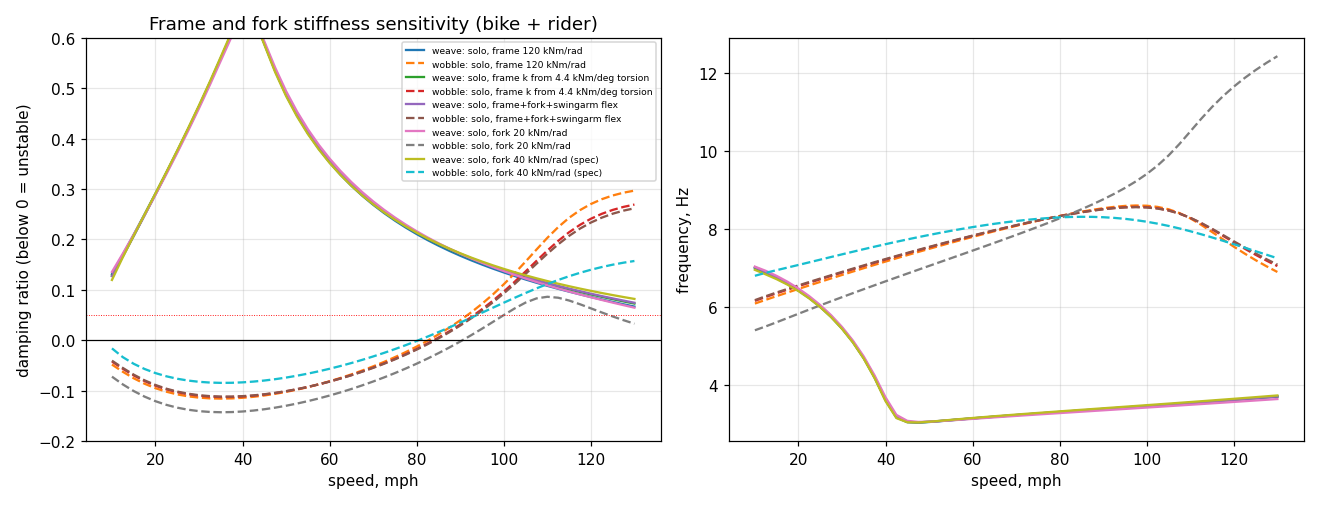 Frame and fork stiffness sensitivity (bike + rider)
damping ratio (below 0 = unstable)
0.6
0.5
0.4
0.3
0.2
0.1
0.0
−0.1
−0.2
weave: solo, frame 120 kNm/rad
wobble: solo, frame 120 kNm/rad
weave: solo, frame k from 4.4 kNm/deg torsion
wobble: solo, frame k from 4.4 kNm/deg torsion
weave: solo, frame+fork+swingarm flex
wobble: solo, frame+fork+swingarm flex
weave: solo, fork 20 kNm/rad
wobble: solo, fork 20 kNm/rad
weave: solo, fork 40 kNm/rad (spec)
wobble: solo, fork 40 kNm/rad (spec)
20 40 60 80 100 120
speed, mph
frequency, Hz
12
10
8
6
4
20 40 60 80 100 120
speed, mph